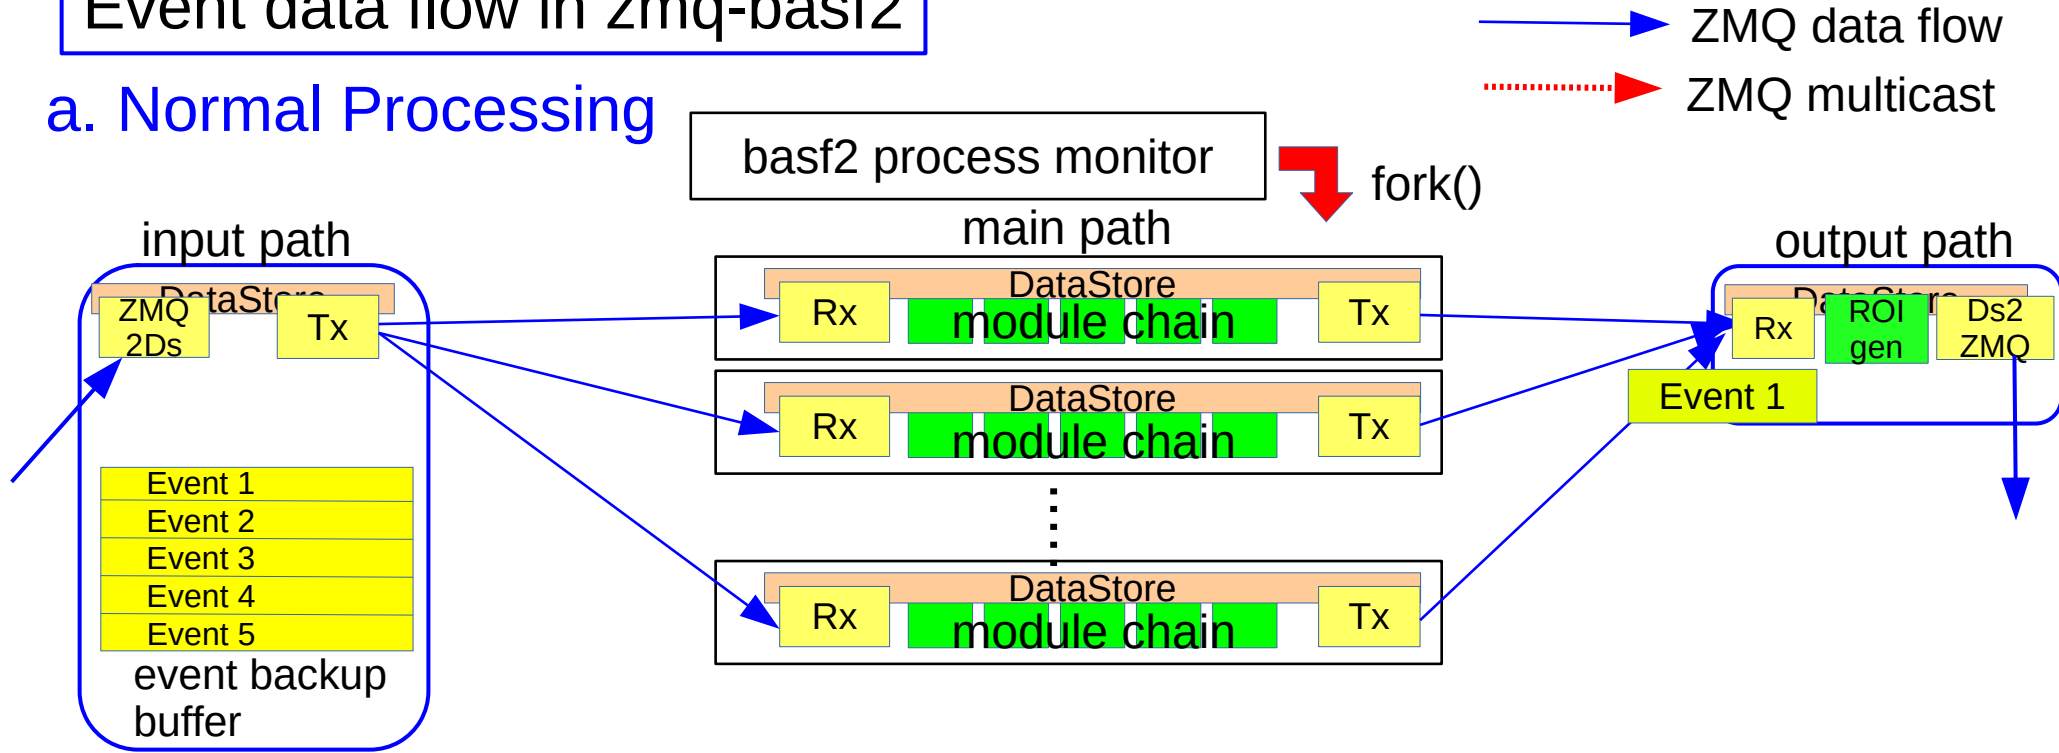 Event data flow in zmq-basf2
ZMQ data flow
a. Normal Processing
ZMQ multicast
basf2 process monitor
fork()
input path
main path
output path
DataStore
ZMQ
2Ds
Tx
DataStore
Rx
module chain
Tx
DataStore
Rx
ROI
gen
Ds2
ZMQ
Event 1
DataStore
Rx
module chain
Tx
Event 1
Event 2
Event 3
Event 4
Event 5
event backup
buffer
DataStore
Rx
module chain
Tx